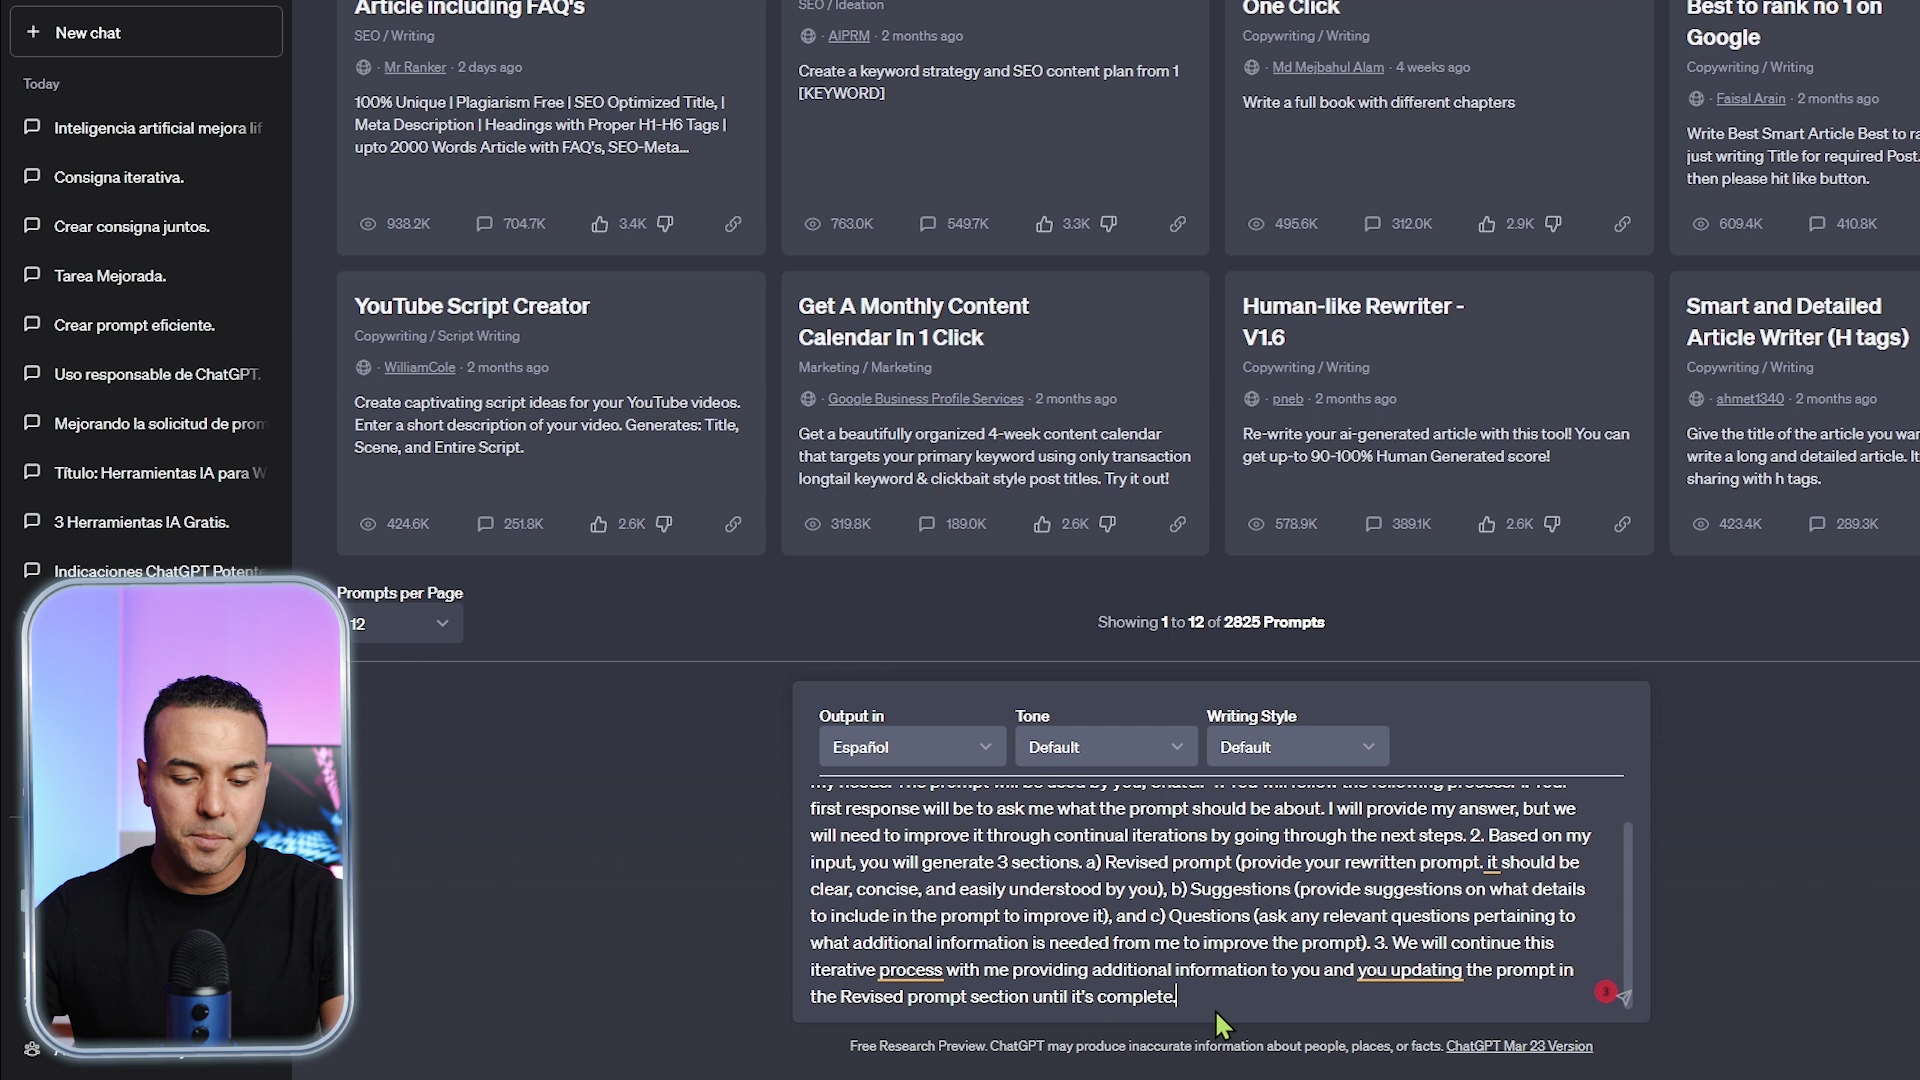 New chat
Today
Inteligencia artificial mejora lif
Consigna iterativa.
Crear consigna juntos.
Tarea Mejorada.
Crear prompt eficiente.
Uso responsable de ChatGPT.
Mejorando la solicitud de prom
Título: Herramientas IA para W
3 Herramientas IA Gratis.
Indicaciones ChatGPT Potente
Article including FAQ's
SEO / Writing
Mr Ranker · 2 days ago
100% Unique | Plagiarism Free | SEO Optimized Title, |
Meta Description | Headings with Proper H1-H6 Tags |
upto 2000 Words Article with FAQ's, SEO-Meta...
938.2K 704.7K 3.4K
SEO / Ideation
AIPRM · 2 months ago
Create a keyword strategy and SEO content plan from 1
[KEYWORD]
763.0K 549.7K 3.3K
One Click
Copywriting / Writing
Md Mejbahul Alam · 4 weeks ago
Write a full book with different chapters
495.6K 312.0K 2.9K
Best to rank no 1 on
Google
Copywriting / Writing
Faisal Arain · 2 months ago
Write Best Smart Article Best to ra
just writing Title for required Post.
then please hit like button.
609.4K 410.8K
YouTube Script Creator
Copywriting / Script Writing
WilliamCole · 2 months ago
Create captivating script ideas for your YouTube videos.
Enter a short description of your video. Generates: Title,
Scene, and Entire Script.
424.6K 251.8K 2.6K
Get A Monthly Content
Calendar In 1 Click
Marketing / Marketing
Google Business Profile Services · 2 months ago
Get a beautifully organized 4-week content calendar
that targets your primary keyword using only transaction
longtail keyword & clickbait style post titles. Try it out!
319.8K 189.0K 2.6K
Human-like Rewriter -
V1.6
Copywriting / Writing
pneb · 2 months ago
Re-write your ai-generated article with this tool! You can
get up-to 90-100% Human Generated score!
578.9K 389.1K 2.6K
Smart and Detailed
Article Writer (H tags)
Copywriting / Writing
ahmet1340 · 2 months ago
Give the title of the article you wan
write a long and detailed article. It
sharing with h tags.
423.4K 289.3K
Prompts per Page
12
Showing 1 to 12 of 2825 Prompts
Output in Tone Writing Style
Español Default Default
first response will be to ask me what the prompt should be about. I will provide my answer, but we
will need to improve it through continual iterations by going through the next steps. 2. Based on my
input, you will generate 3 sections. a) Revised prompt (provide your rewritten prompt. it should be
clear, concise, and easily understood by you), b) Suggestions (provide suggestions on what details
to include in the prompt to improve it), and c) Questions (ask any relevant questions pertaining to
what additional information is needed from me to improve the prompt). 3. We will continue this
iterative process with me providing additional information to you and you updating the prompt in
the Revised prompt section until it's complete.
3
Free Research Preview. ChatGPT may produce inaccurate information about people, places, or facts. ChatGPT Mar 23 Version